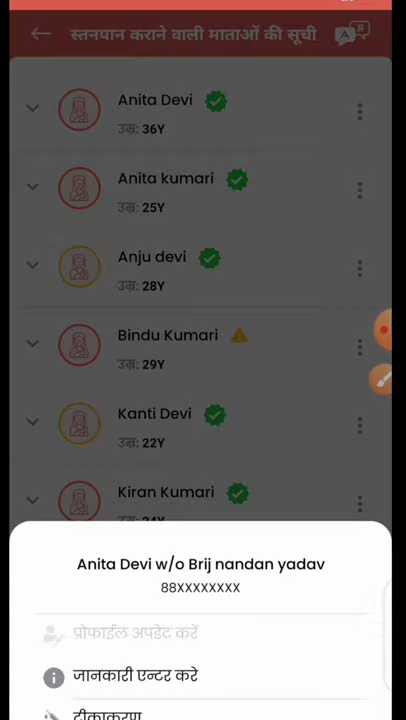 स्तनपान कराने वाली माताओं की सूची
Anita Devi
उम्र: 36Y
Anita kumari
उम्र: 25Y
Anju devi
उम्र: 28Y
Bindu Kumari
उम्र: 29Y
Kanti Devi
उम्र: 22Y
Kiran Kumari
उम्र: 24Y
Anita Devi w/o Brij nandan yadav
88XXXXXXXX
प्रोफाईल अपडेट करें
जानकारी एन्टर करे
टीकाकरण